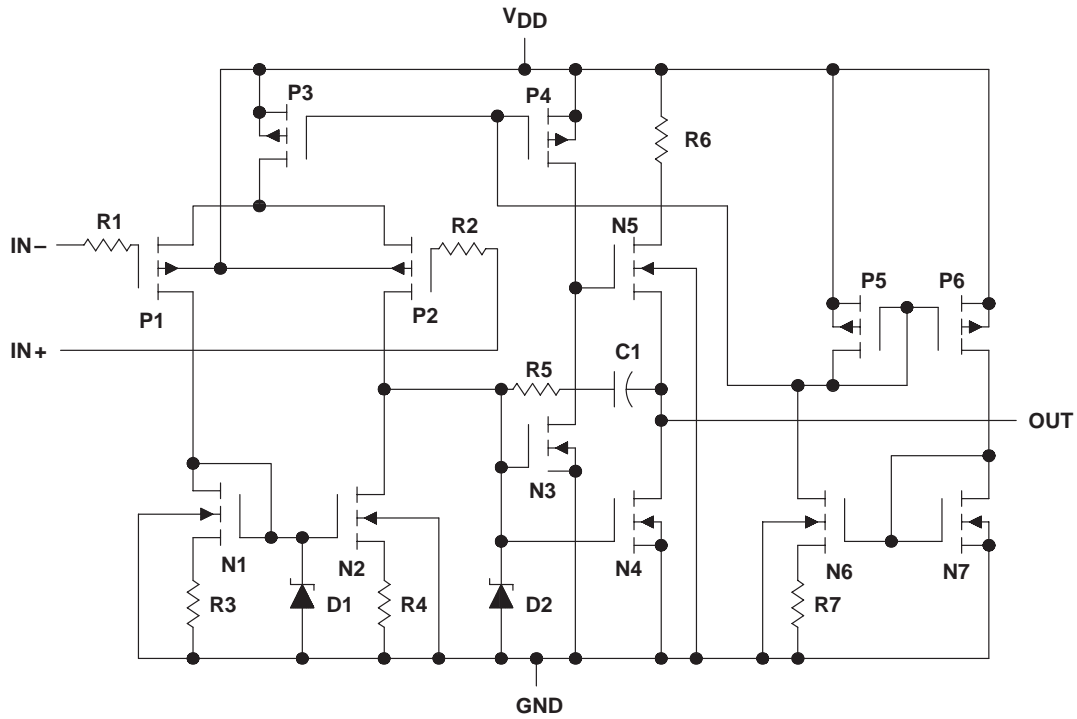 VDD
P3
P4
R6
R1
R2
N5
IN−
P5
P6
P1
P2
IN+
R5
C1
OUT
N3
N1
N2
N4
N6
N7
R3
D1
R4
D2
R7
GND